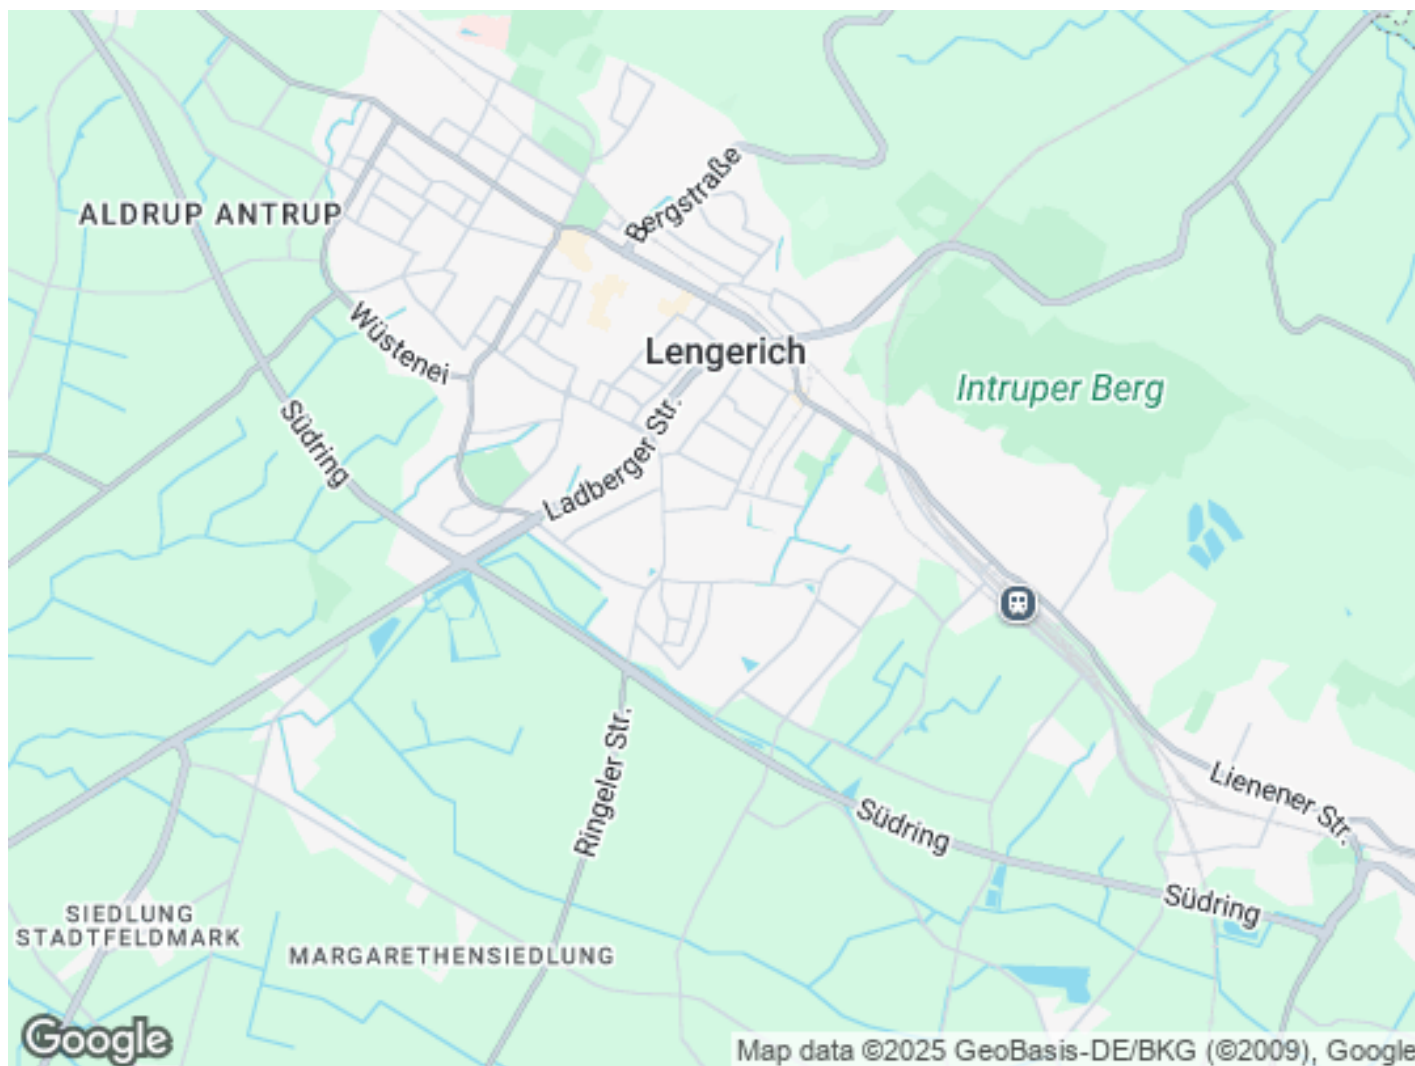 Bergstraße
ALDRUP ANTRUP
Wüstenei
Lengerich
Intruper Berg
Südring
Ladberger Str.
Ringeler Str.
Lienener Str.
Südring
Südring
SIEDLUNG
STADTFELDMARK
MARGARETHENSIEDLUNG
Google
Map data ©2025 GeoBasis-DE/BKG (©2009), Google